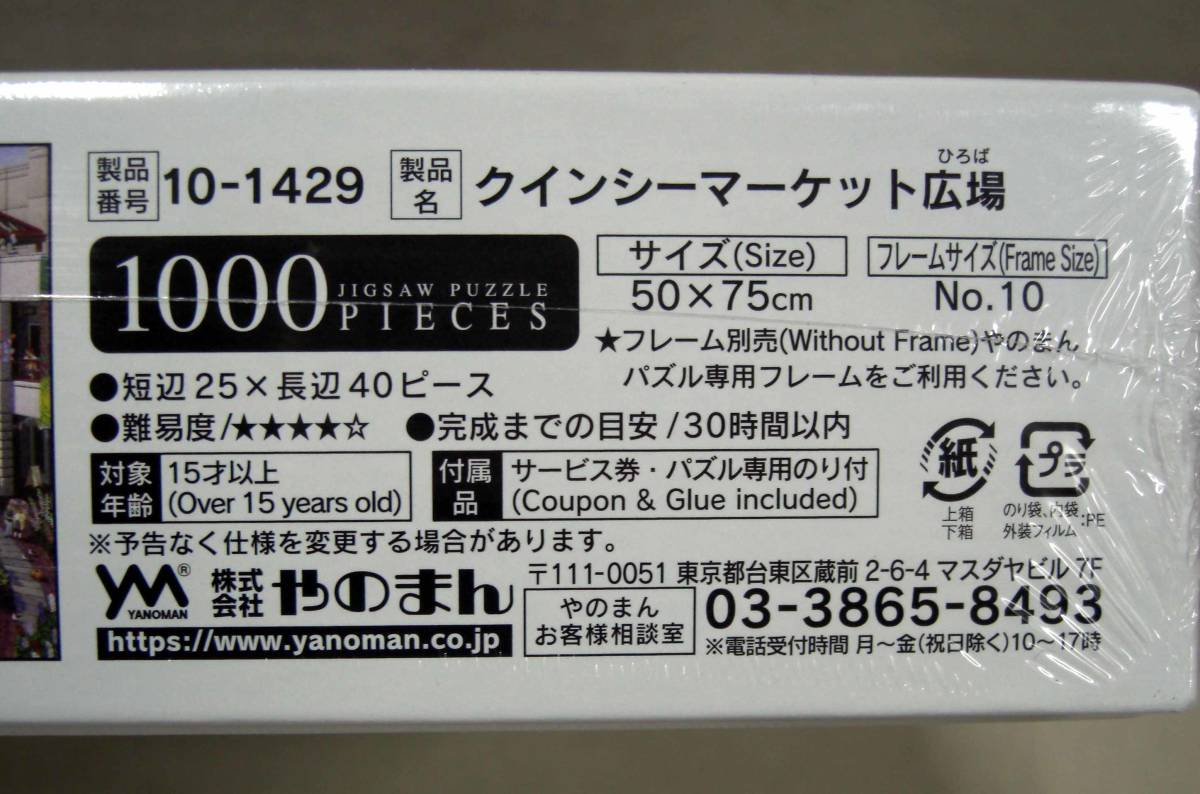 製品番号 10-1429 製品名 クインシーマーケット広場
ひろば
1000 JIGSAW PUZZLE PIECES
サイズ(Size) フレームサイズ(Frame Size)
50×75cm No.10
★フレーム別売(Without Frame)やのまん
パズル専用フレームをご利用ください。
●短辺25×長辺40ピース
●難易度/★★★★☆ ●完成までの目安/30時間以内
対象年齢 15才以上
(Over 15 years old)
付属品 サービス券・パズル専用のり付
(Coupon & Glue included)
紙 プラ
上箱
下箱
のり袋、内袋、
外装フィルム :PE
※予告なく仕様を変更する場合があります。
YM® YANOMAN 株式会社 やのまん
https://www.yanoman.co.jp
〒111-0051 東京都台東区蔵前 2-6-4 マスダヤビル 7F
やのまん
お客様相談室
03-3865-8493
※電話受付時間 月〜金(祝日除く)10〜17時